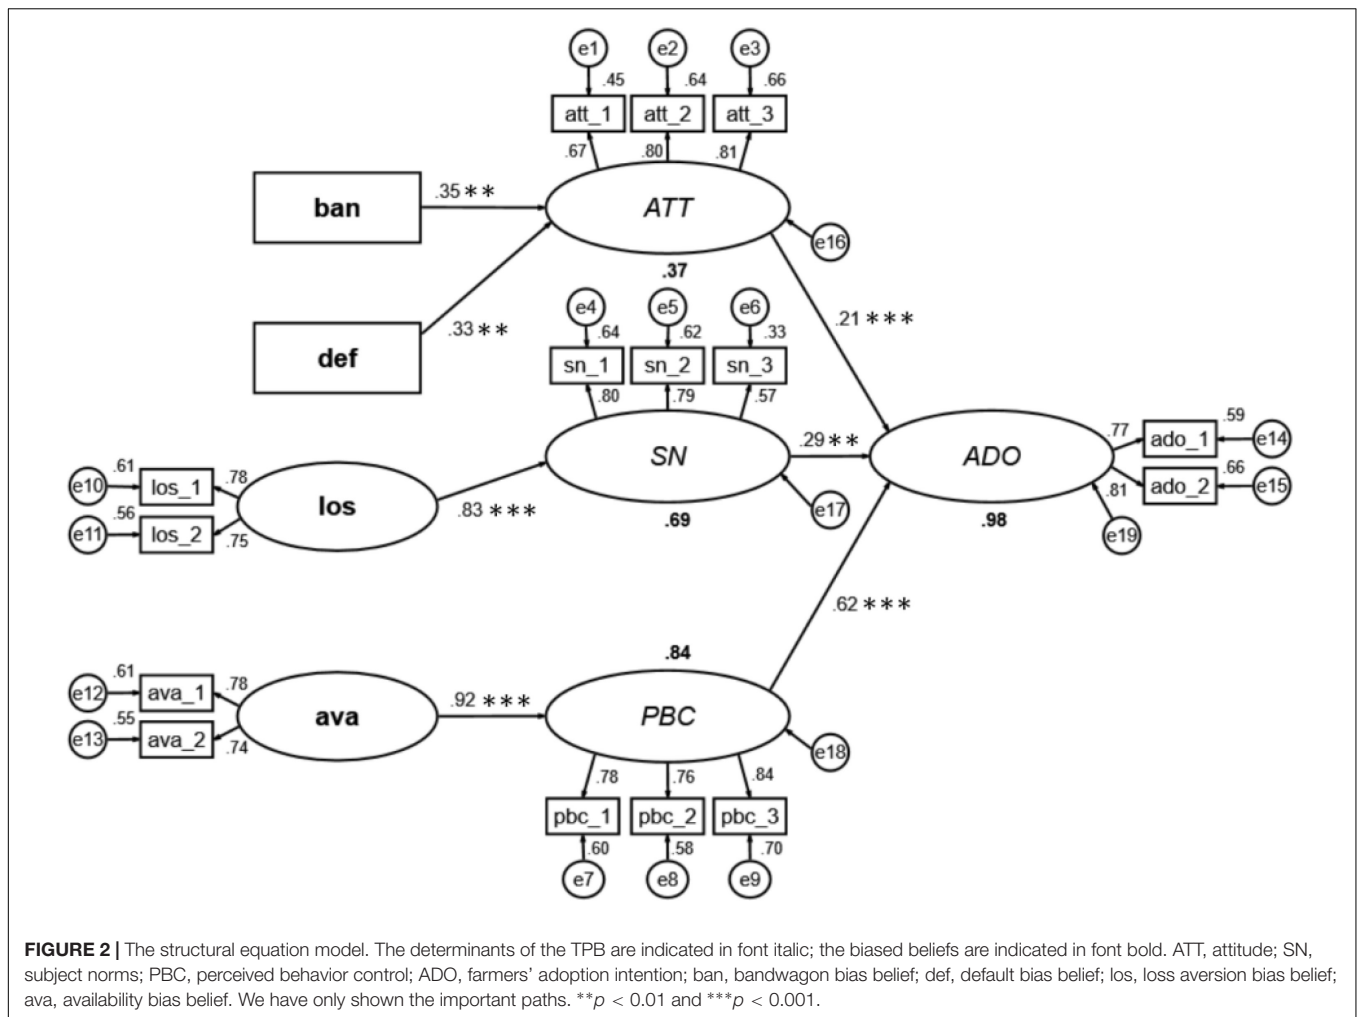 e1 e2 e3
.45 .64 .66
att_1 att_2 att_3
.67 .80 .81
ban .35** ATT
e16
.37
def .33**
.21***
e4 e5 e6
.64 .62 .33
sn_1 sn_2 sn_3
.80 .79 .57
SN .29** ADO
.69 e17
.98
.77 ado_1 .59 e14
.81 ado_2 .66 e15
e19
e10 .61 los_1 .78
los .83***
e11 .56 los_2 .75
.62***
.84
e12 .61 ava_1 .78
ava .92*** PBC
e13 .55 ava_2 .74
e18
.78 .76 .84
pbc_1 pbc_2 pbc_3
.60 .58 .70
e7 e8 e9
FIGURE 2 | The structural equation model. The determinants of the TPB are indicated in font italic; the biased beliefs are indicated in font bold. ATT, attitude; SN,
subject norms; PBC, perceived behavior control; ADO, farmers' adoption intention; ban, bandwagon bias belief; def, default bias belief; los, loss aversion bias belief;
ava, availability bias belief. We have only shown the important paths. **p < 0.01 and ***p < 0.001.